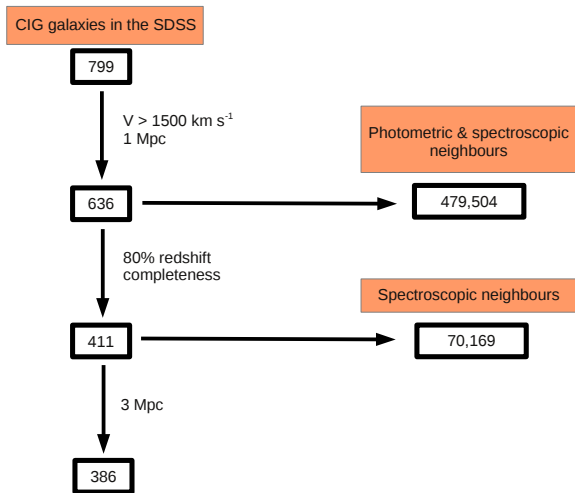 CIG galaxies in the SDSS
799
V > 1500 km s⁻¹
1 Mpc
Photometric & spectroscopic
neighbours
636
479,504
80% redshift
completeness
Spectroscopic neighbours
411
70,169
3 Mpc
386